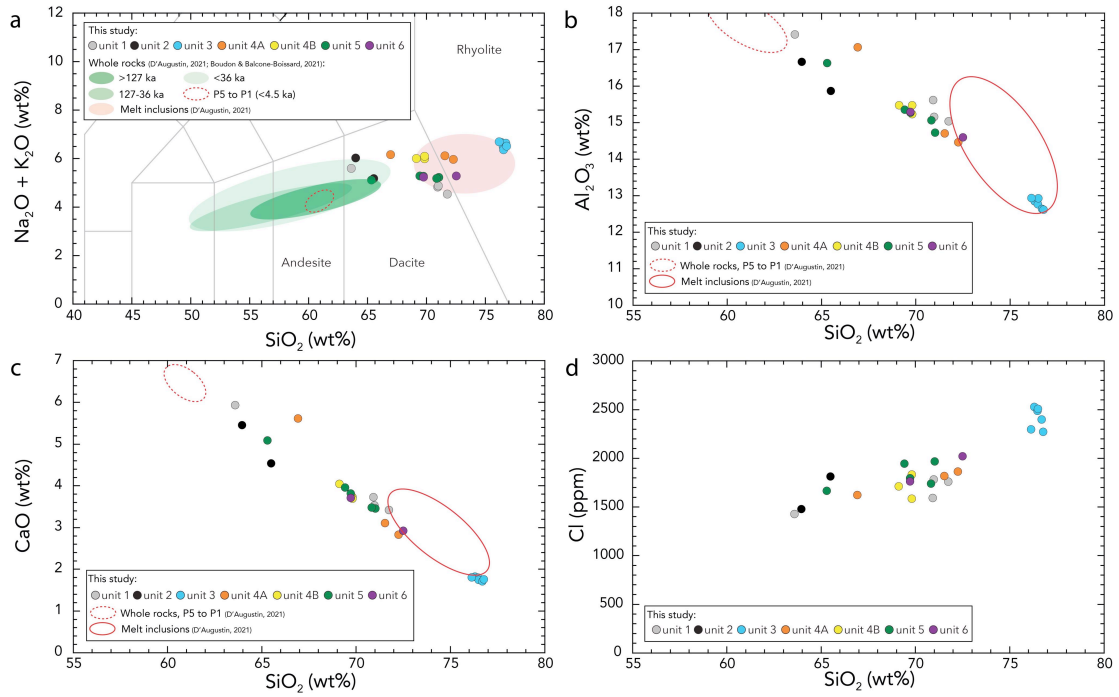 a
Na₂O + K₂O (wt%)
12
10
8
6
4
2
0
This study:
unit 1 unit 2 unit 3 unit 4A unit 4B unit 5 unit 6
Whole rocks: (D'Augustin, 2021; Boudon & Balcone-Boissard, 2021):
>127 ka <36 ka
127-36 ka P5 to P1 (<4.5 ka)
Melt inclusions (D'Augustin, 2021)
Rhyolite
Andesite
Dacite
40 45 50 55 60 65 70 75 80
SiO₂ (wt%)
b
Al₂O₃ (wt%)
18
17
16
15
14
13
12
11
10
This study:
unit 1 unit 2 unit 3 unit 4A unit 4B unit 5 unit 6
Whole rocks, P5 to P1 (D'Augustin, 2021)
Melt inclusions (D'Augustin, 2021)
55 60 65 70 75 80
SiO₂ (wt%)
c
CaO (wt%)
7
6
5
4
3
2
1
0
This study:
unit 1 unit 2 unit 3 unit 4A unit 4B unit 5 unit 6
Whole rocks, P5 to P1 (D'Augustin, 2021)
Melt inclusions (D'Augustin, 2021)
55 60 65 70 75 80
SiO₂ (wt%)
d
Cl (ppm)
3000
2500
2000
1500
1000
500
0
This study:
unit 1 unit 2 unit 3 unit 4A unit 4B unit 5 unit 6
55 60 65 70 75 80
SiO₂ (wt%)